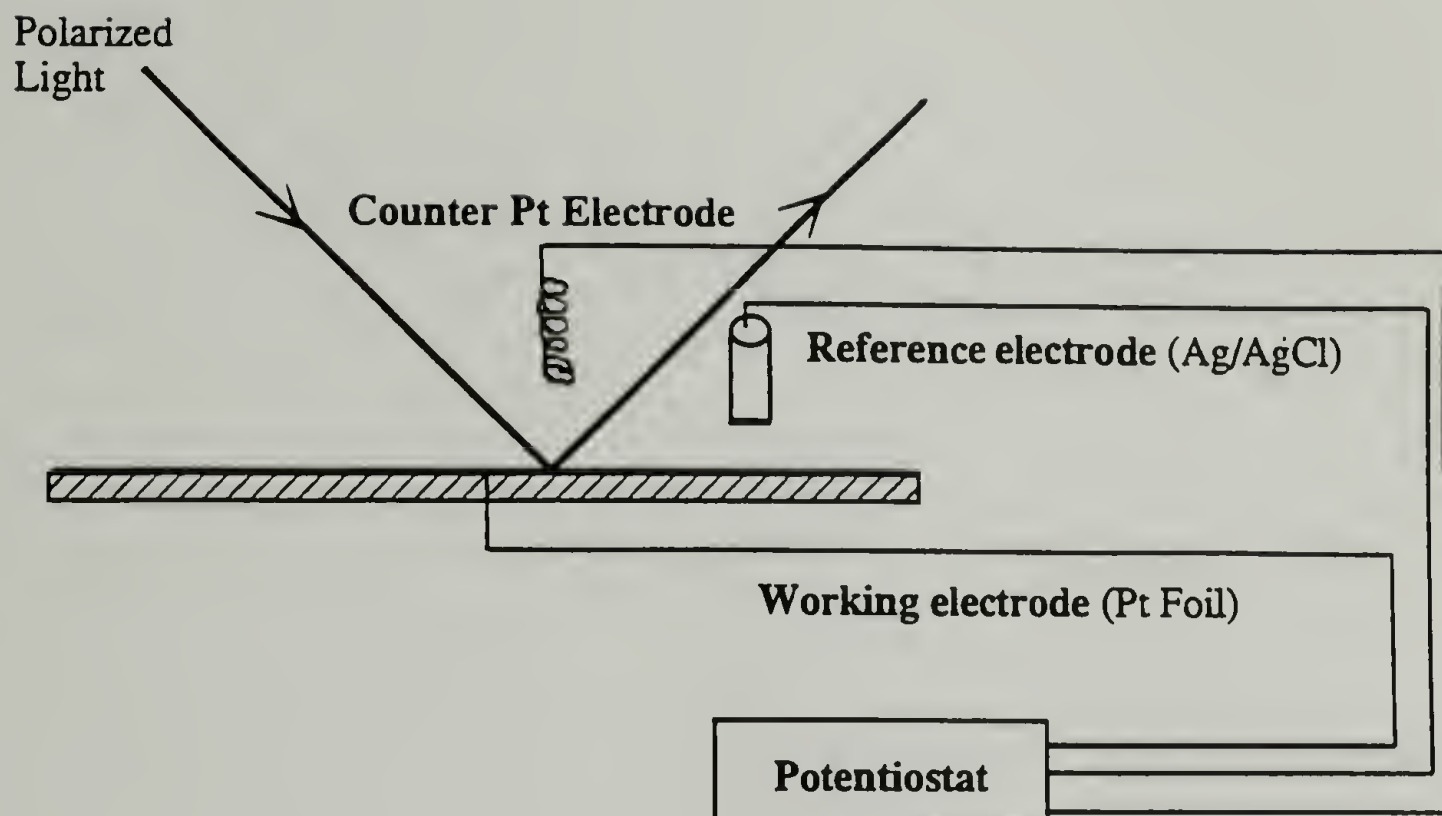 Polarized
Light
Counter Pt Electrode
Reference electrode (Ag/AgCl)
Working electrode (Pt Foil)
Potentiostat